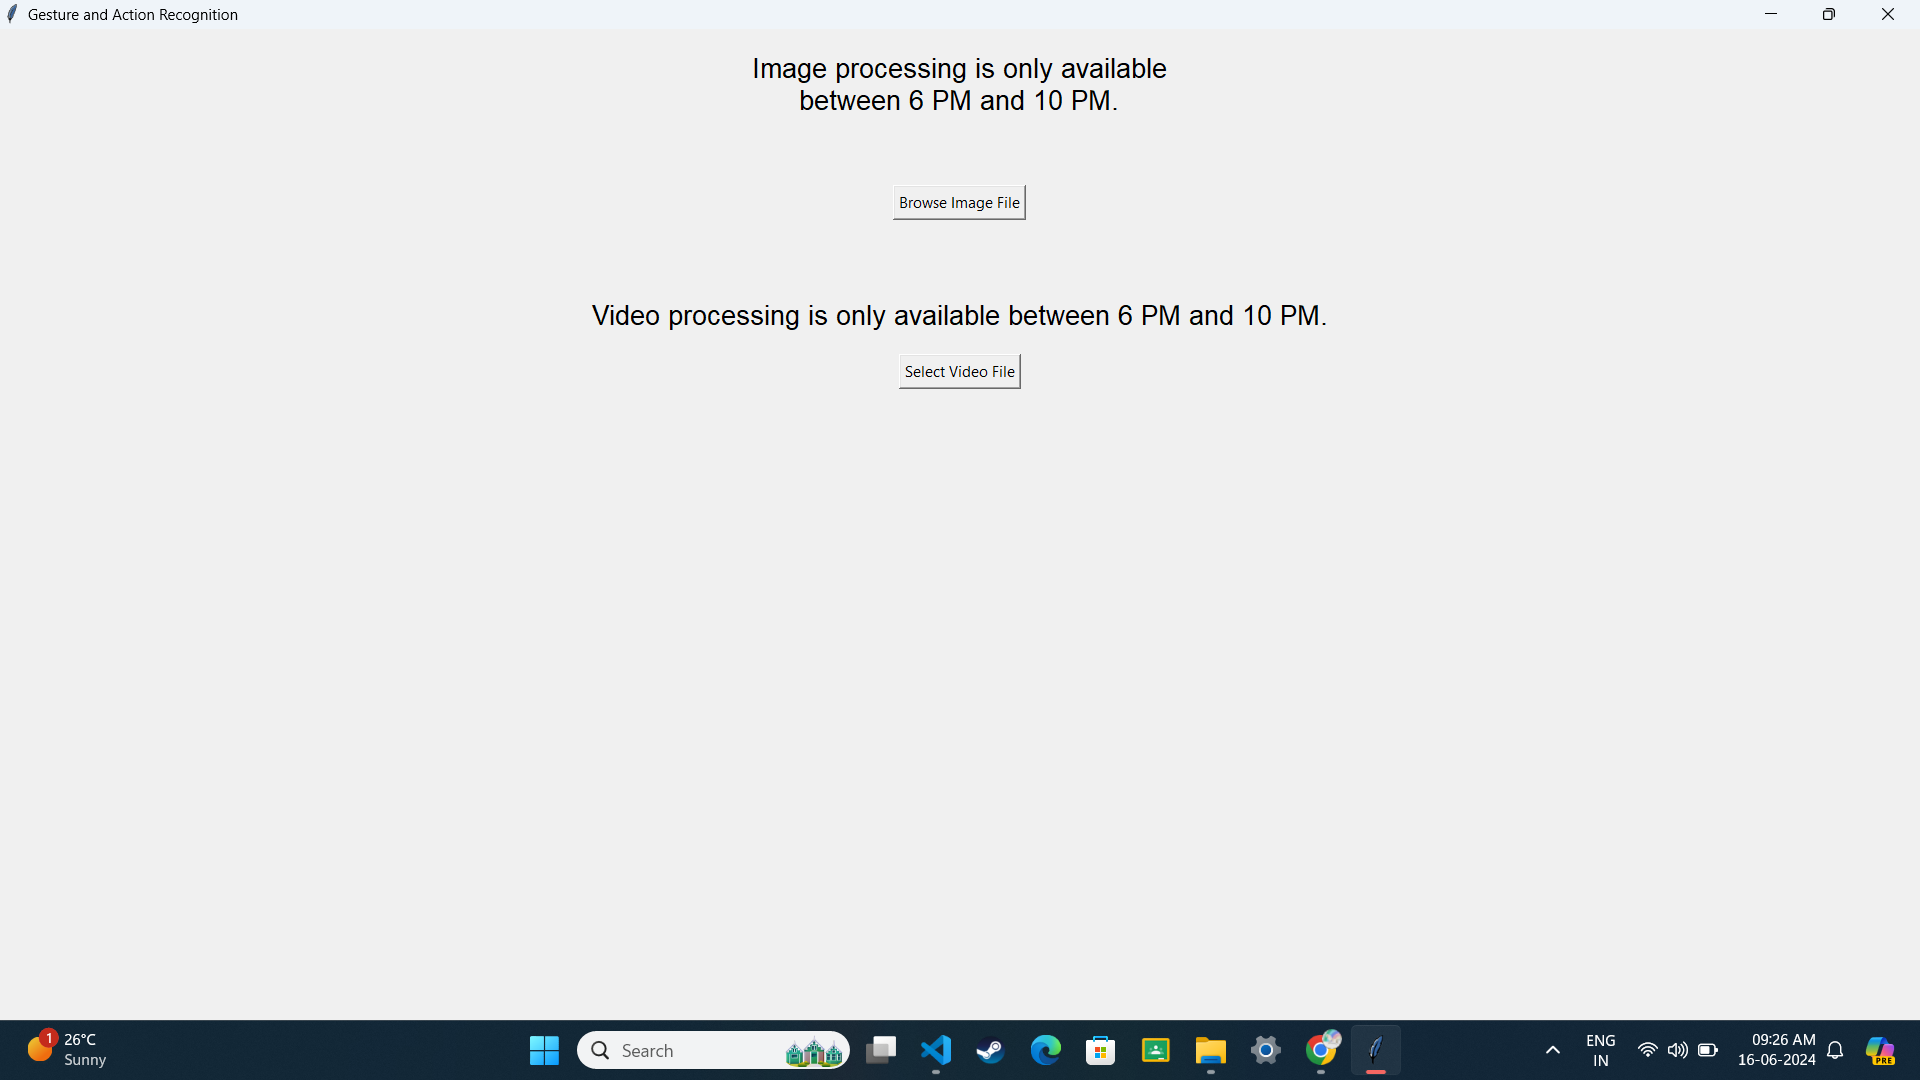 Gesture and Action Recognition
Image processing is only available
between 6 PM and 10 PM.
Browse Image File
Video processing is only available between 6 PM and 10 PM.
Select Video File
1
26°C
Sunny
Search
ENG
IN
09:26 AM
16-06-2024
PRE